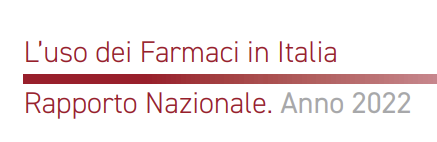 L'uso dei Farmaci in Italia
Rapporto Nazionale. Anno 2022